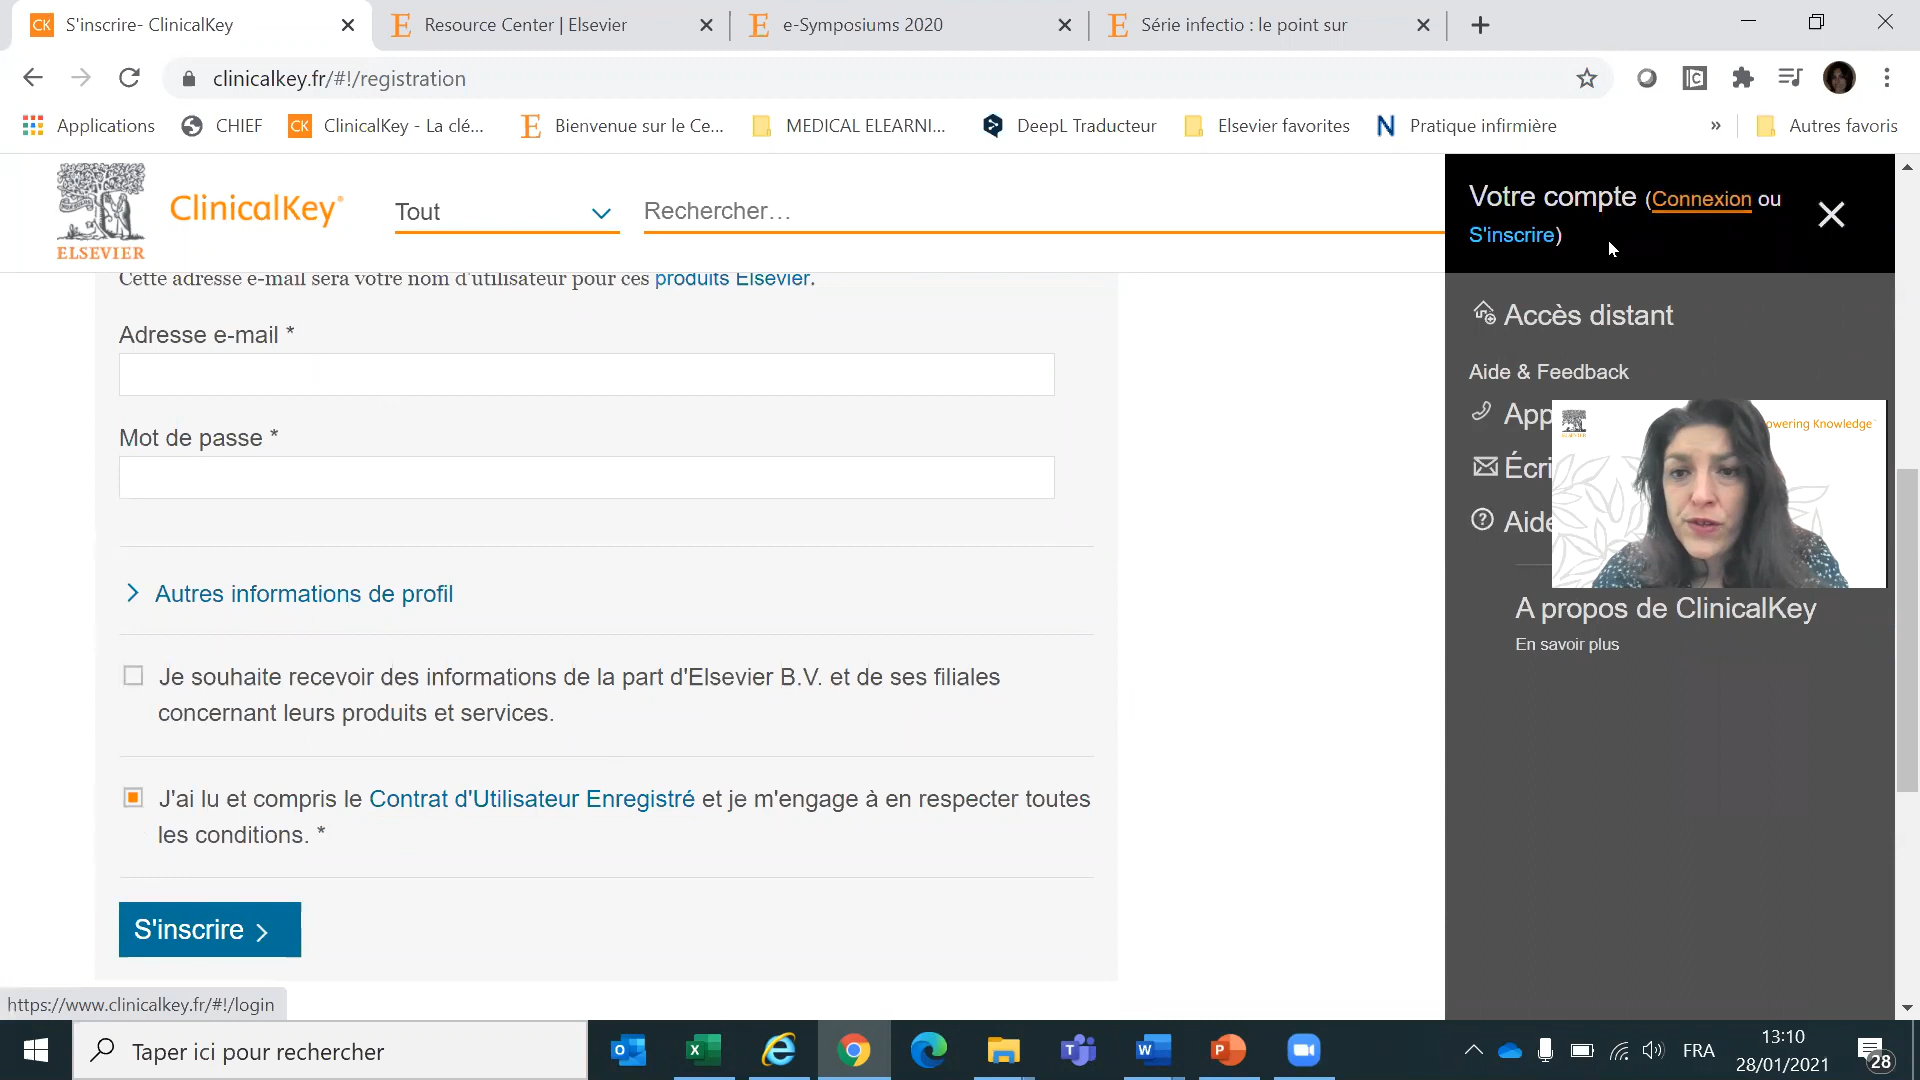 S'inscrire- ClinicalKey
Resource Center | Elsevier
e-Symposiums 2020
Série infectio : le point sur
clinicalkey.fr/#!/registration
Applications
CHIEF
CK
ClinicalKey - La clé...
Bienvenue sur le Ce...
MEDICAL ELEARNI...
DeepL Traducteur
Elsevier favorites
Pratique infirmière
»
Autres favoris
ELSEVIER
ClinicalKey®
Tout
Rechercher...
Votre compte (Connexion ou
S'inscrire)
Cette adresse e-mail sera votre nom d'utilisateur pour ces produits Elsevier.
Adresse e-mail *
Mot de passe *
Autres informations de profil
Je souhaite recevoir des informations de la part d'Elsevier B.V. et de ses filiales
concernant leurs produits et services.
J'ai lu et compris le Contrat d'Utilisateur Enregistré et je m'engage à en respecter toutes
les conditions. *
S'inscrire >
Accès distant
Aide & Feedback
App
Écri
Aide
owering Knowledge
A propos de ClinicalKey
En savoir plus
https://www.clinicalkey.fr/#!/login
Taper ici pour rechercher
FRA
13:10
28/01/2021
28